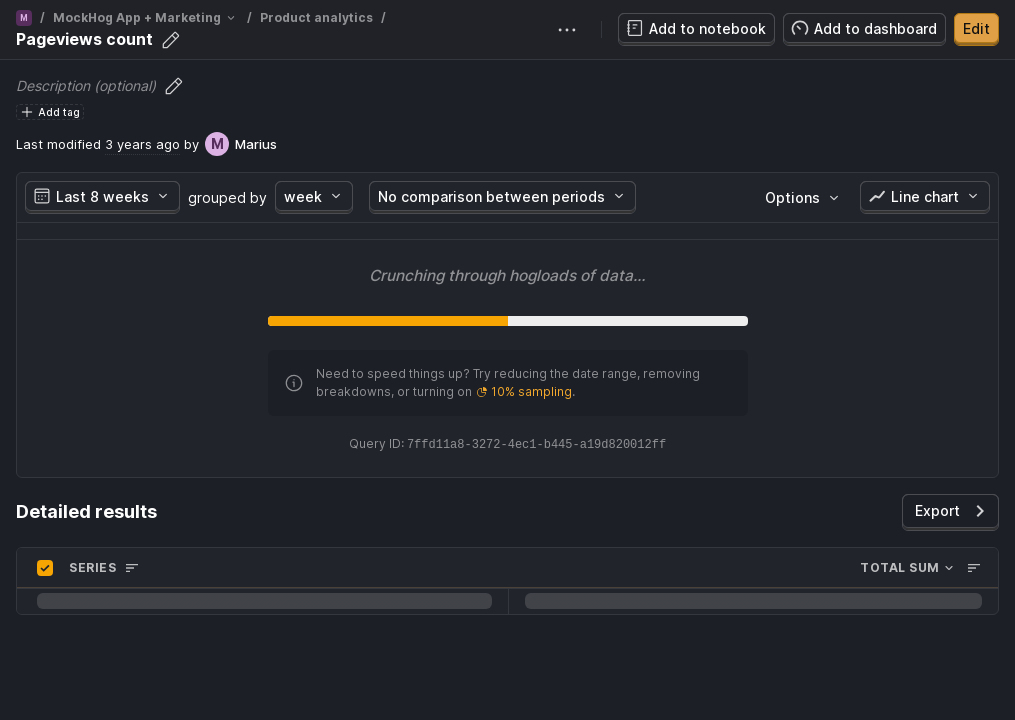 M / MockHog App + Marketing / Product analytics /
Pageviews count
Add to notebook
Add to dashboard
Edit
Description (optional)
Add tag
Last modified 3 years ago by M Marius
Last 8 weeks grouped by week No comparison between periods Options Line chart
Crunching through hogloads of data...
Need to speed things up? Try reducing the date range, removing
breakdowns, or turning on 10% sampling.
Query ID: 7ffd11a8-3272-4ec1-b445-a19d820012ff
Detailed results
Export
SERIES TOTAL SUM